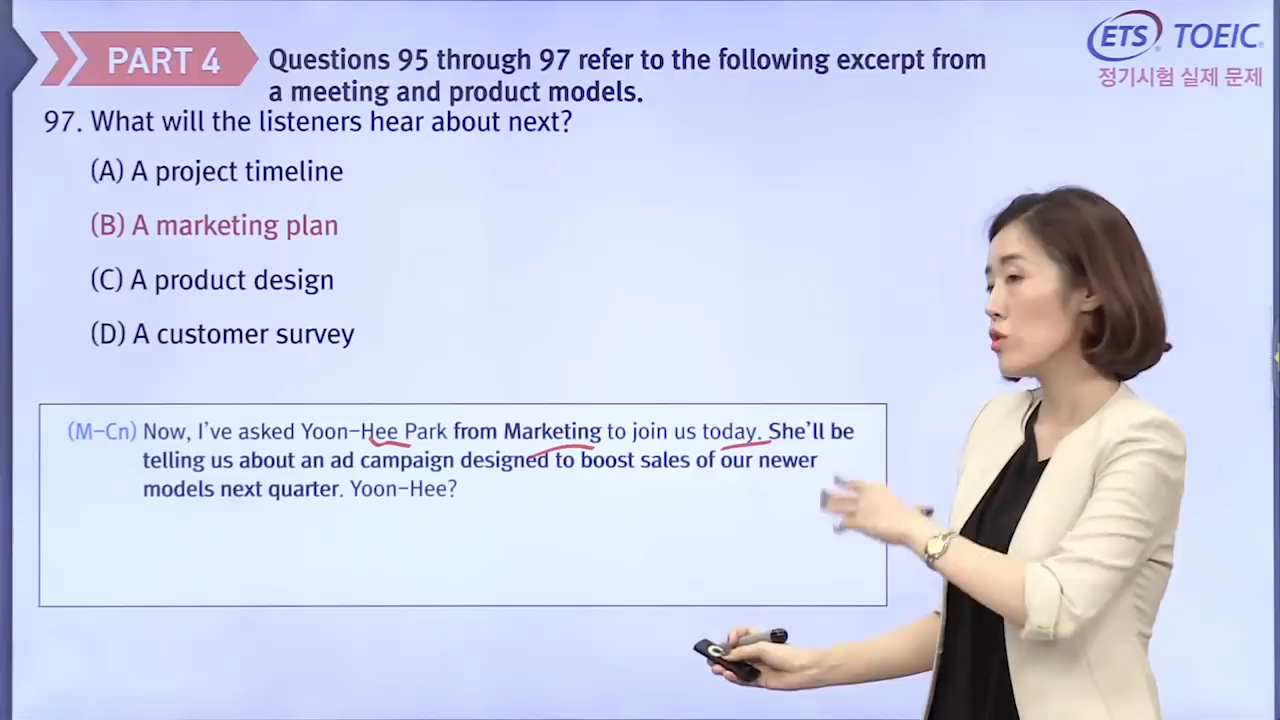 PART 4
Questions 95 through 97 refer to the following excerpt from
a meeting and product models.
ETS® TOEIC®
정기시험 실제 문제
97. What will the listeners hear about next?
(A) A project timeline
(B) A marketing plan
(C) A product design
(D) A customer survey
(M-Cn) Now, I've asked Yoon-Hee Park from Marketing to join us today. She'll be
telling us about an ad campaign designed to boost sales of our newer
models next quarter. Yoon-Hee?